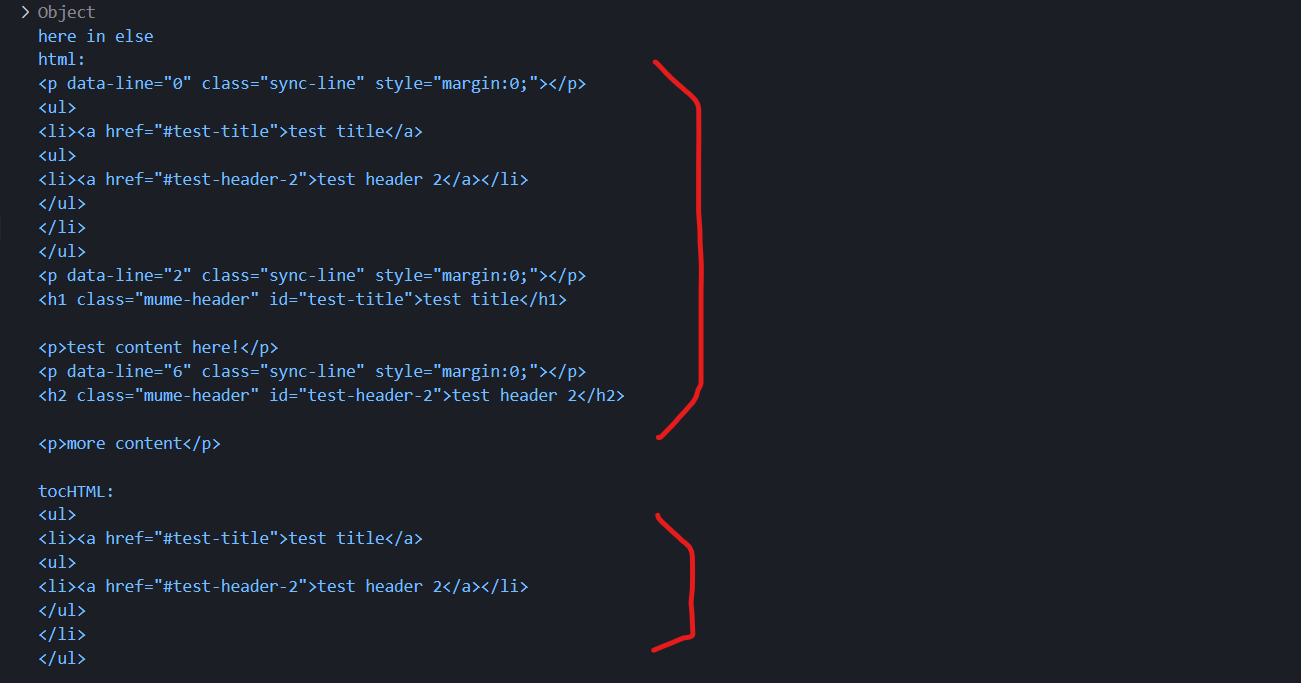 Object
here in else
html:
<p data-line="0" class="sync-line" style="margin:0;"></p>
<ul>
<li><a href="#test-title">test title</a>
<ul>
<li><a href="#test-header-2">test header 2</a></li>
</ul>
</li>
</ul>
<p data-line="2" class="sync-line" style="margin:0;"></p>
<h1 class="mume-header" id="test-title">test title</h1>
<p>test content here!</p>
<p data-line="6" class="sync-line" style="margin:0;"></p>
<h2 class="mume-header" id="test-header-2">test header 2</h2>
<p>more content</p>
tocHTML:
<ul>
<li><a href="#test-title">test title</a>
<ul>
<li><a href="#test-header-2">test header 2</a></li>
</ul>
</li>
</ul>